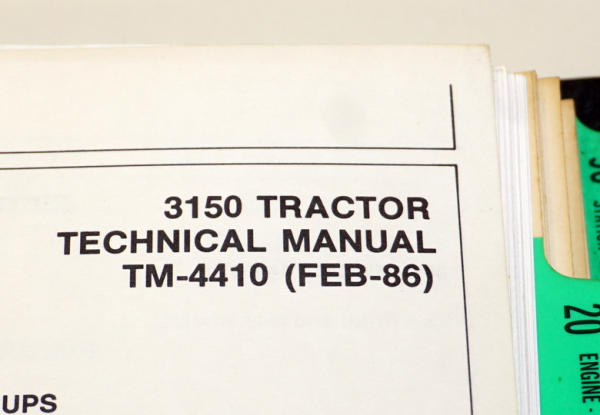 3150 TRACTOR
TECHNICAL MANUAL
TM-4410 (FEB-86)
UPS
20
ENGINE -